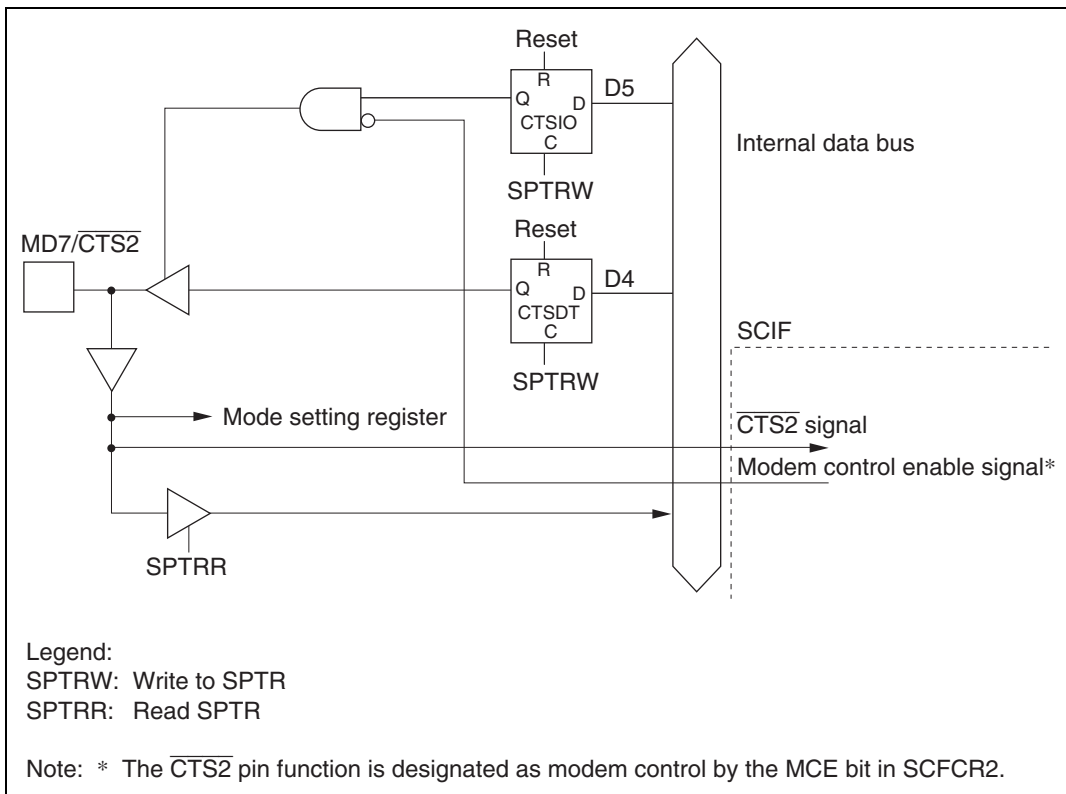 Reset
R
Q
D
D5
CTSIO
C
SPTRW
Internal data bus
MD7/CTS2
Reset
R
Q
D
D4
CTSDT
C
SPTRW
SCIF
Mode setting register
CTS2 signal
Modem control enable signal*
SPTRR
Legend:
SPTRW: Write to SPTR
SPTRR: Read SPTR
Note: * The CTS2 pin function is designated as modem control by the MCE bit in SCFCR2.